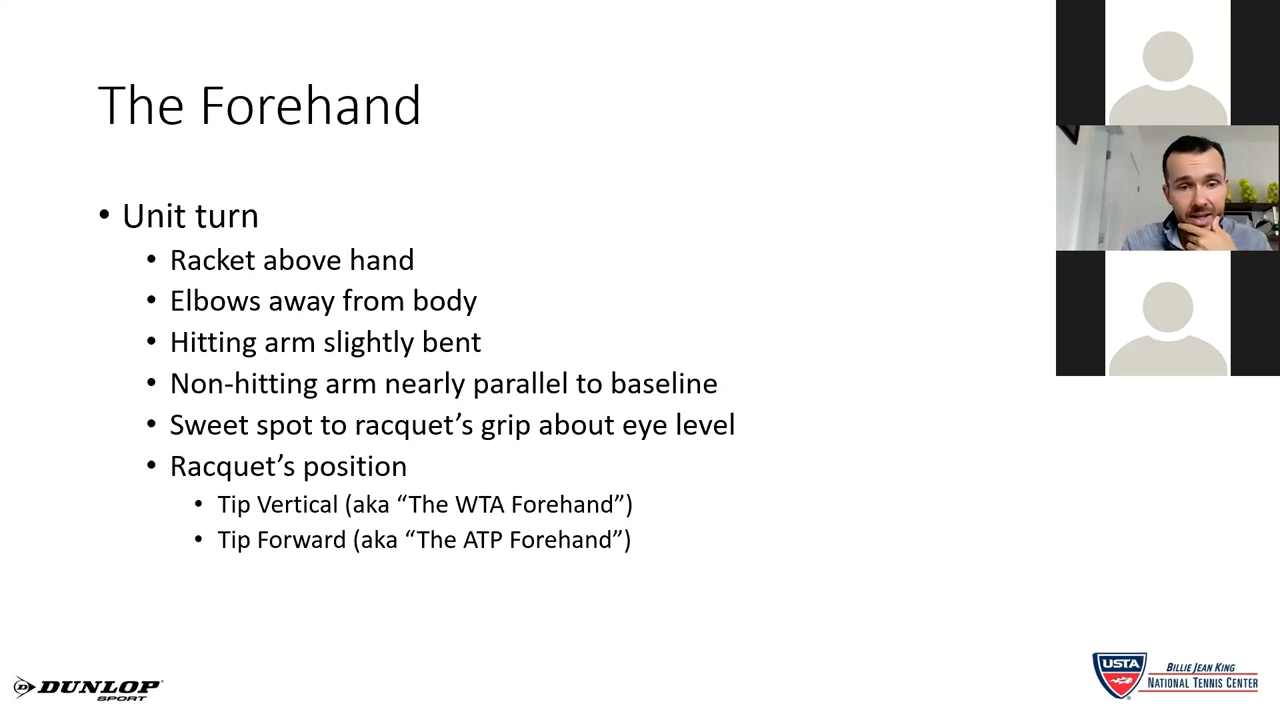 The Forehand
• Unit turn
• Racket above hand
• Elbows away from body
• Hitting arm slightly bent
• Non-hitting arm nearly parallel to baseline
• Sweet spot to racquet’s grip about eye level
• Racquet’s position
• Tip Vertical (aka “The WTA Forehand”)
• Tip Forward (aka “The ATP Forehand”)
DUNLOP
SPORT
USTA
BILLIE JEAN KING
NATIONAL TENNIS CENTER